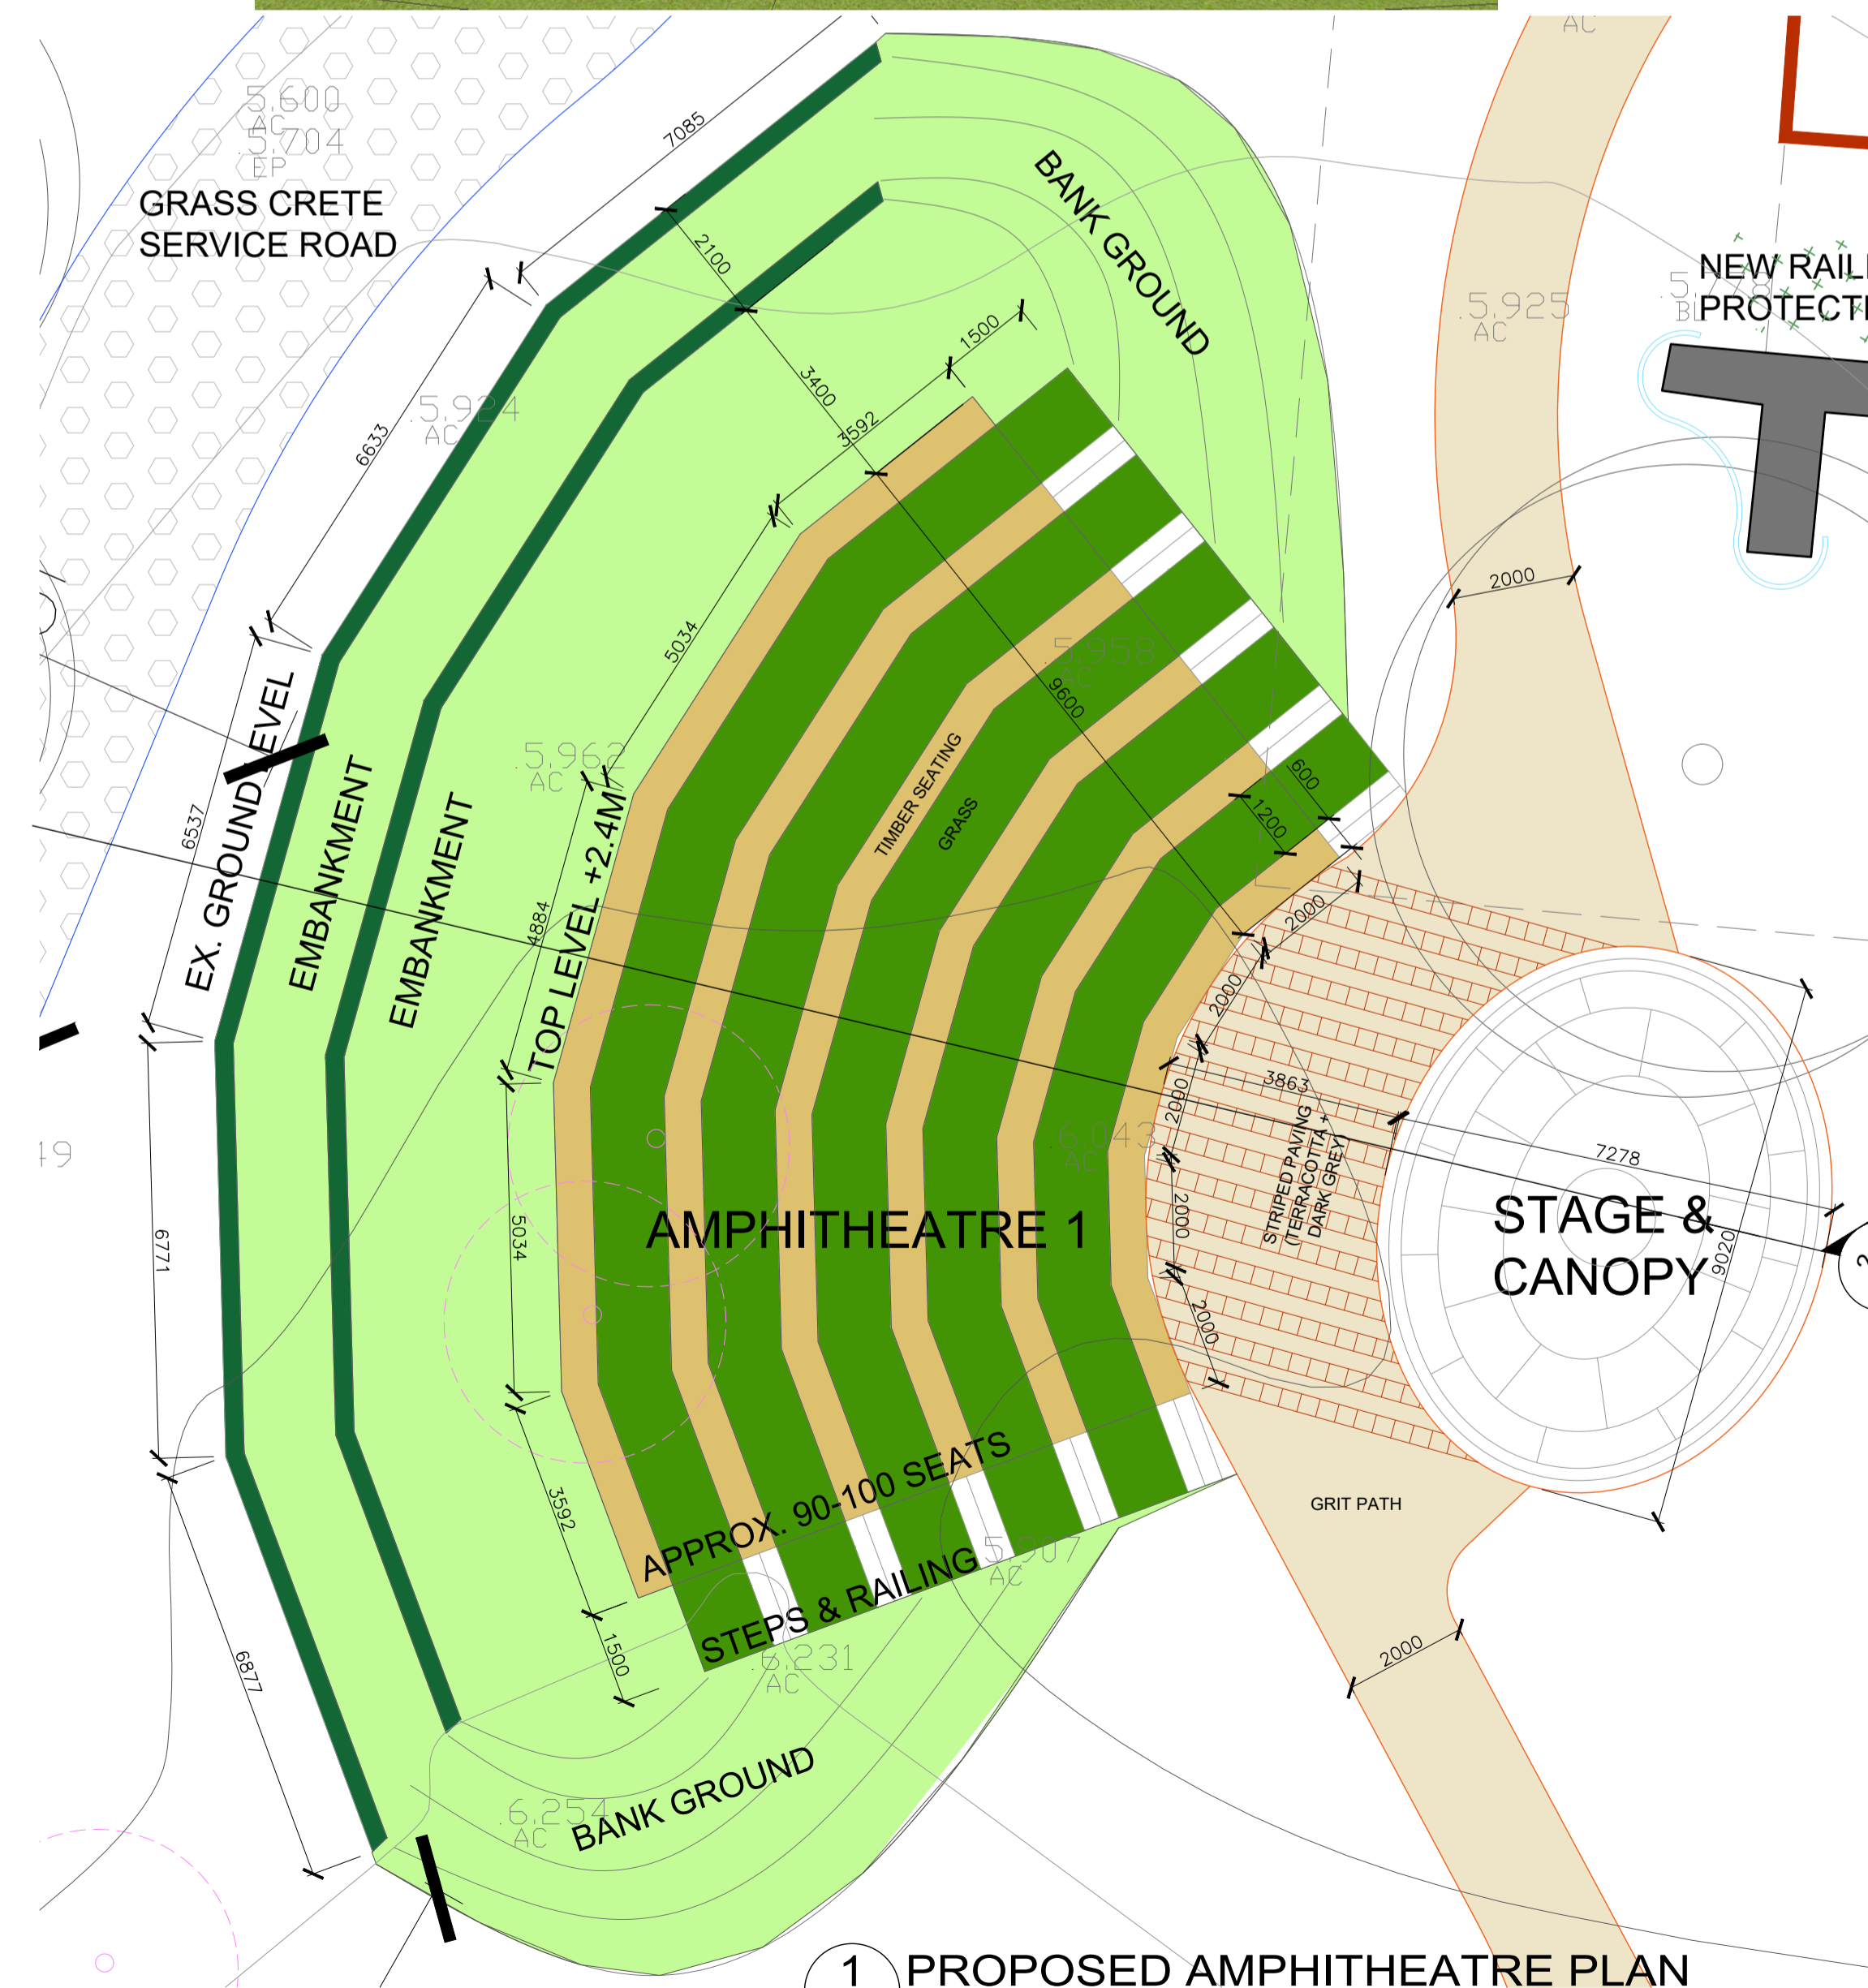 AC
5.600
AC
5.704
EP
GRASS CRETE
SERVICE ROAD
7085
2100
BANK GROUND
NEW RAILI
PROTECTE
5.925
AC
1500
3400
3592
5.924
AC
6633
2000
5034
5.958
AC
9600
TIMBER SEATING
GRASS
5.962
AC
600
1200
6537
EX. GROUND LEVEL
EMBANKMENT
EMBANKMENT
TOP LEVEL +2.4M
4884
2000
2000
2000
3863
6.043
AC
STRIPED PAVING
(TERRACOTTA +
DARK GREY)
7278
49
AMPHITHEATRE 1
STAGE &
CANOPY
9020
2
6771
5034
2000
2000
3592
APPROX. 90-100 SEATS
GRIT PATH
5.907
AC
STEPS & RAILING
1500
6.231
AC
2000
6877
6.254
AC
BANK GROUND
1
PROPOSED AMPHITHEATRE PLAN